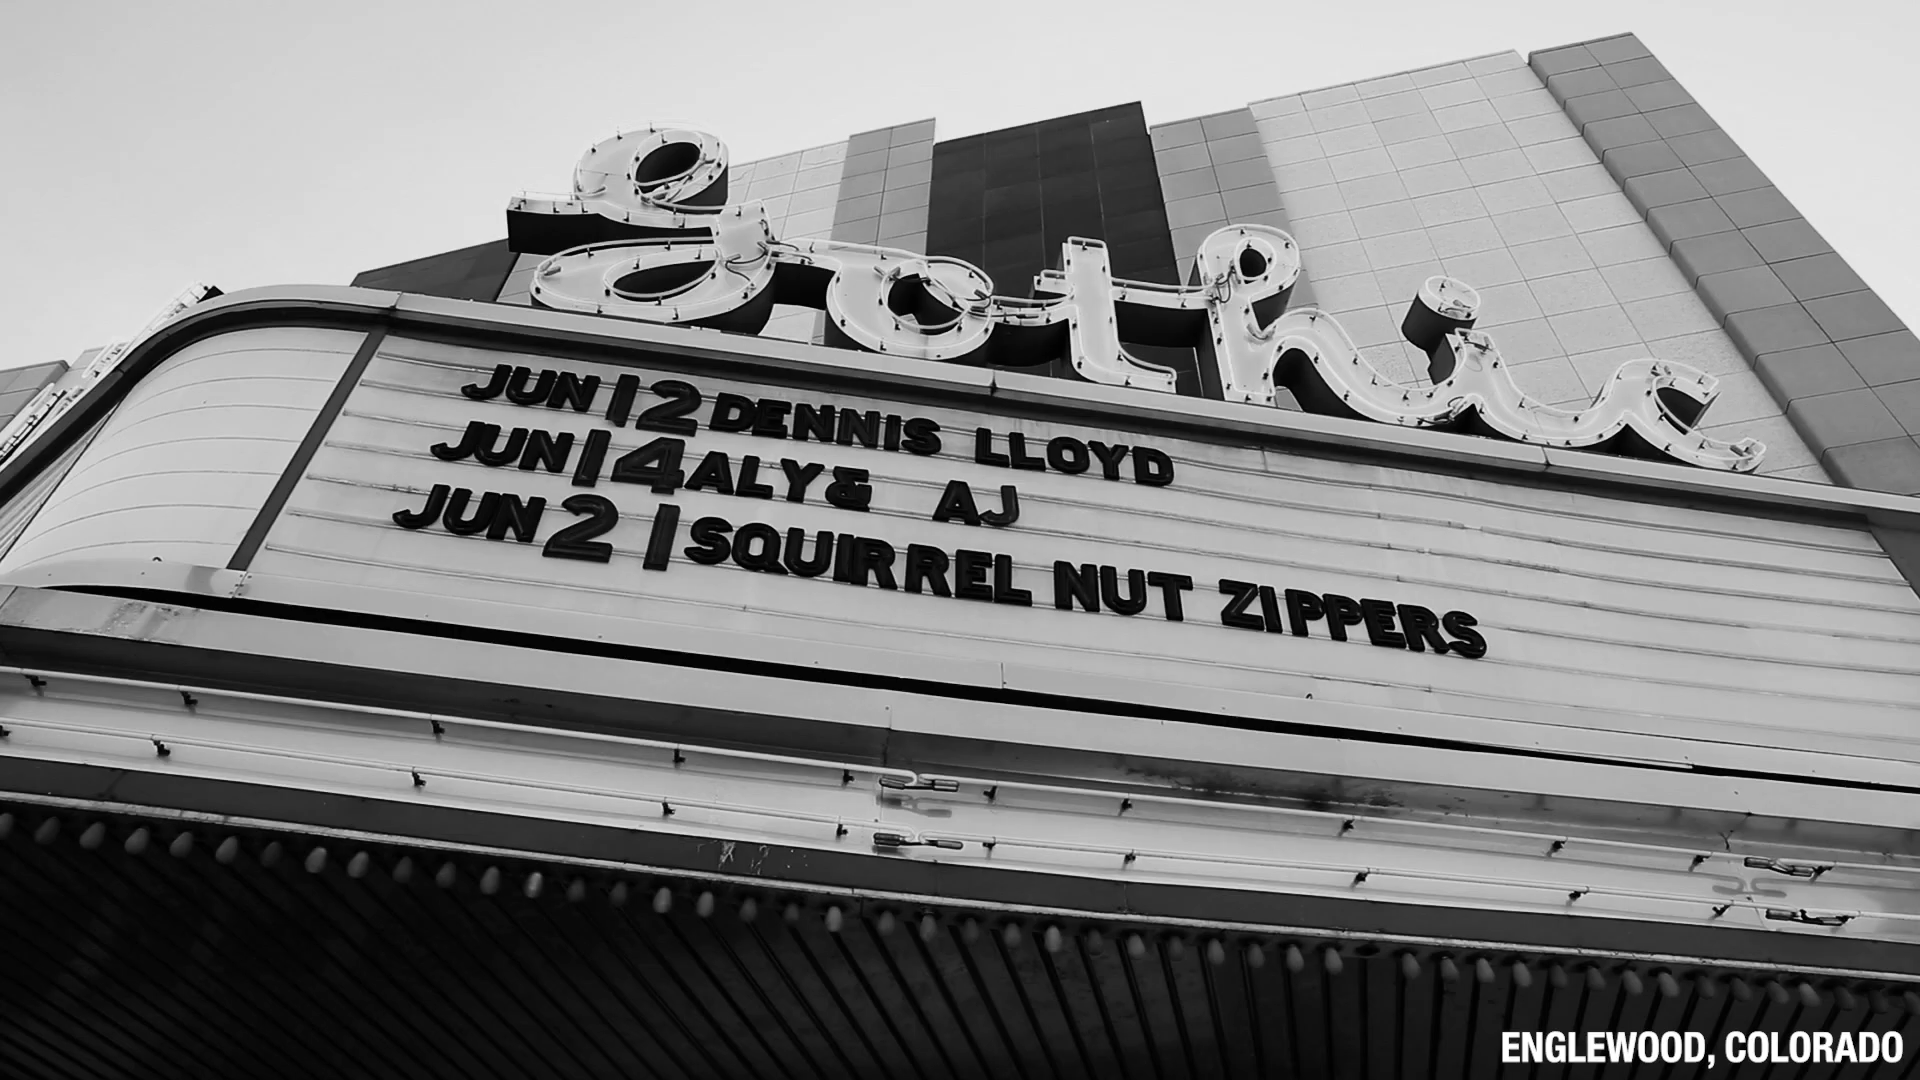 Gothic
JUN 12 DENNIS LLOYD
JUN 14 ALY & AJ
JUN 21 SQUIRREL NUT ZIPPERS
ENGLEWOOD, COLORADO